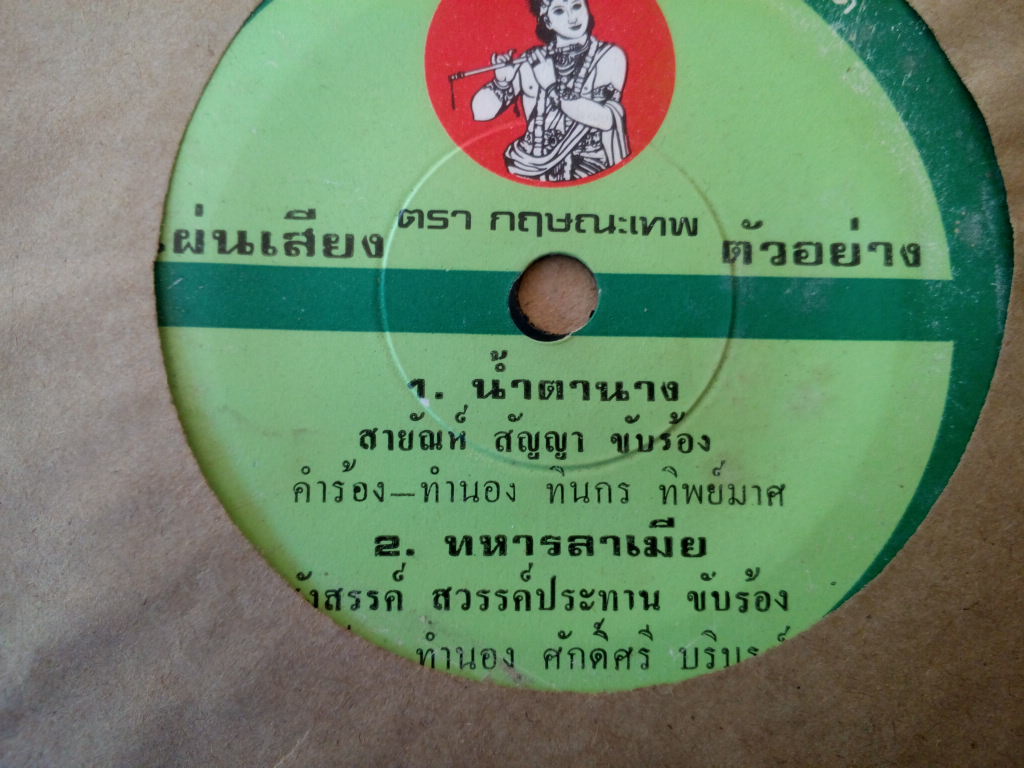 ตรา กฤษณะเทพ
แผ่นเสียง ตัวอย่าง
1. น้ำตานาง
สายัณห์ สัญญา ขับร้อง
คำร้อง–ทำนอง ทินกร ทิพย์มาศ
2. ทหารลาเมีย
สวรรค์ประทาน ขับร้อง
ทำนอง ศักดิ์ศรี